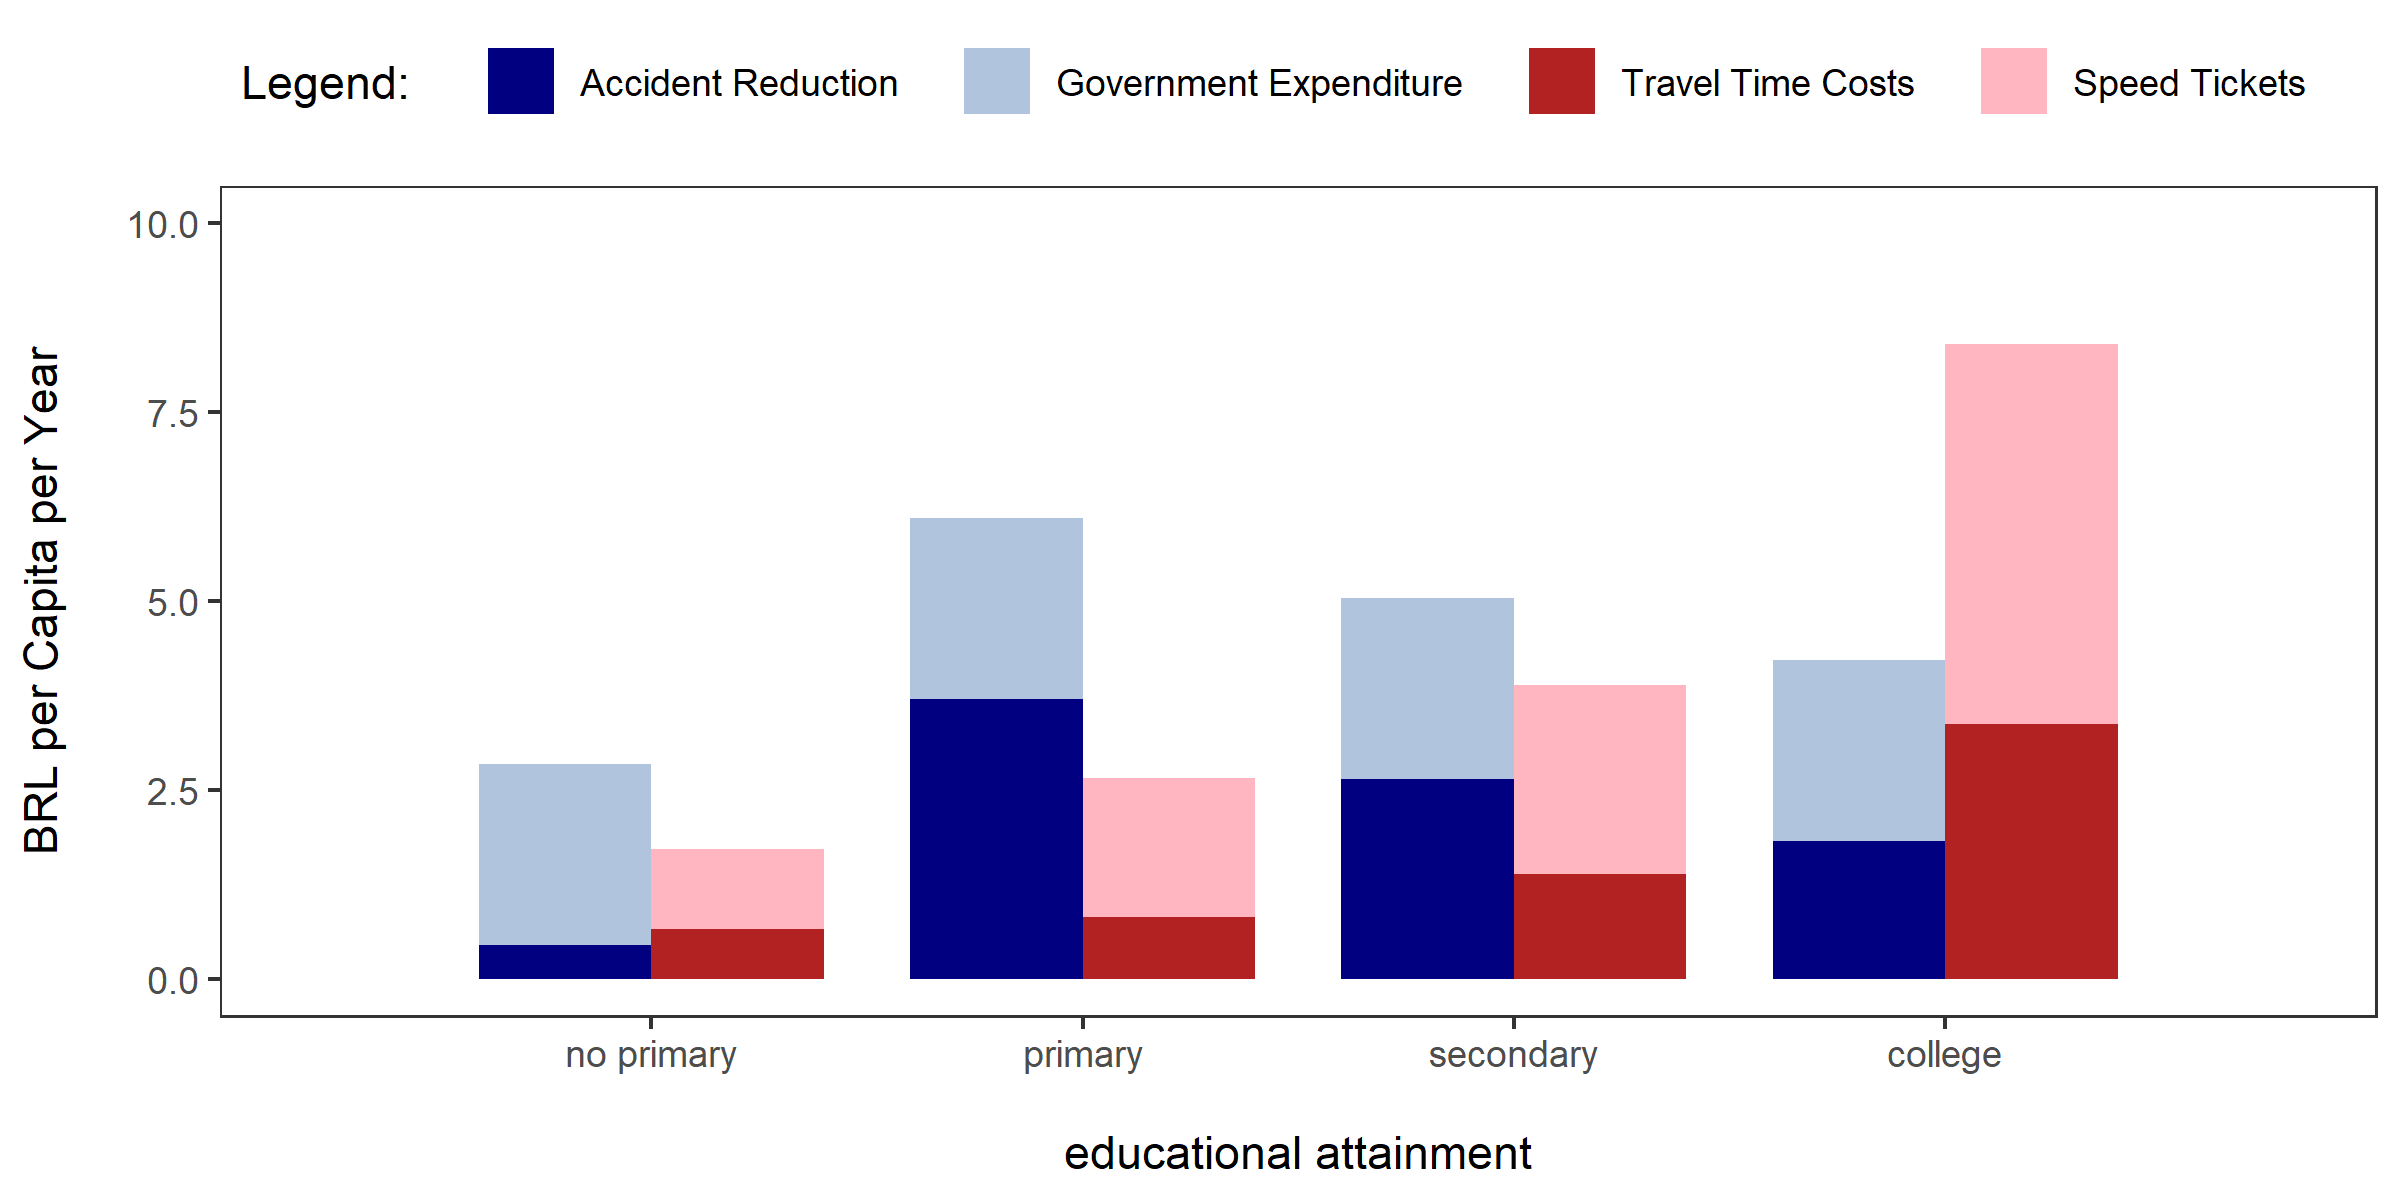 Legend: Accident Reduction Government Expenditure Travel Time Costs Speed Tickets
BRL per Capita per Year
10.0
7.5
5.0
2.5
0.0
no primary primary secondary college
educational attainment